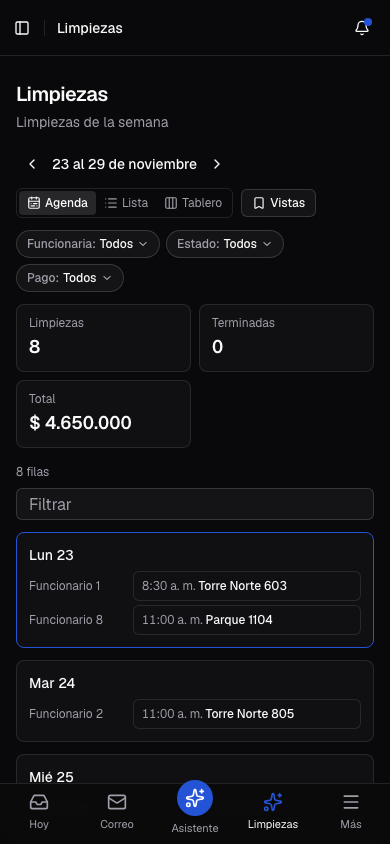 Limpiezas
Limpiezas
Limpiezas de la semana
23 al 29 de noviembre
Agenda Lista Tablero Vistas
Funcionaria: Todos Estado: Todos
Pago: Todos
Limpiezas Terminadas
8 0
Total
$ 4.650.000
8 filas
Filtrar
Lun 23
Funcionario 1 8:30 a. m. Torre Norte 603
Funcionario 8 11:00 a. m. Parque 1104
Mar 24
Funcionario 2 11:00 a. m. Torre Norte 805
Mié 25
Hoy Correo Asistente Limpiezas Más